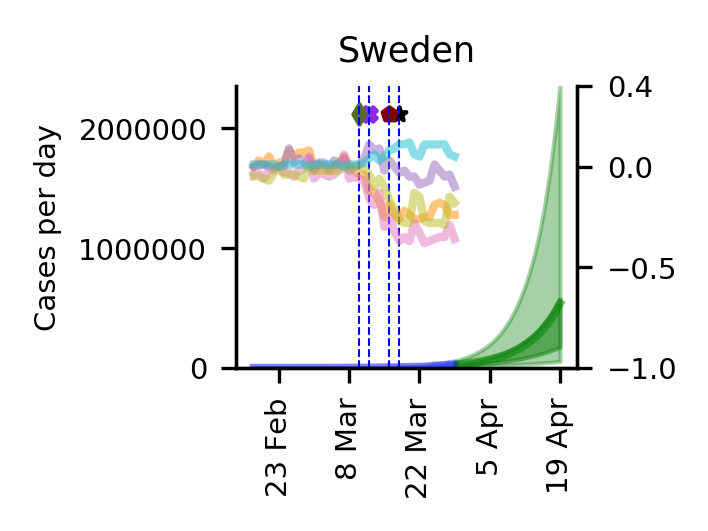 Sweden
Cases per day
2000000
1000000
0
0.4
0.0
−0.5
−1.0
23 Feb
8 Mar
22 Mar
5 Apr
19 Apr